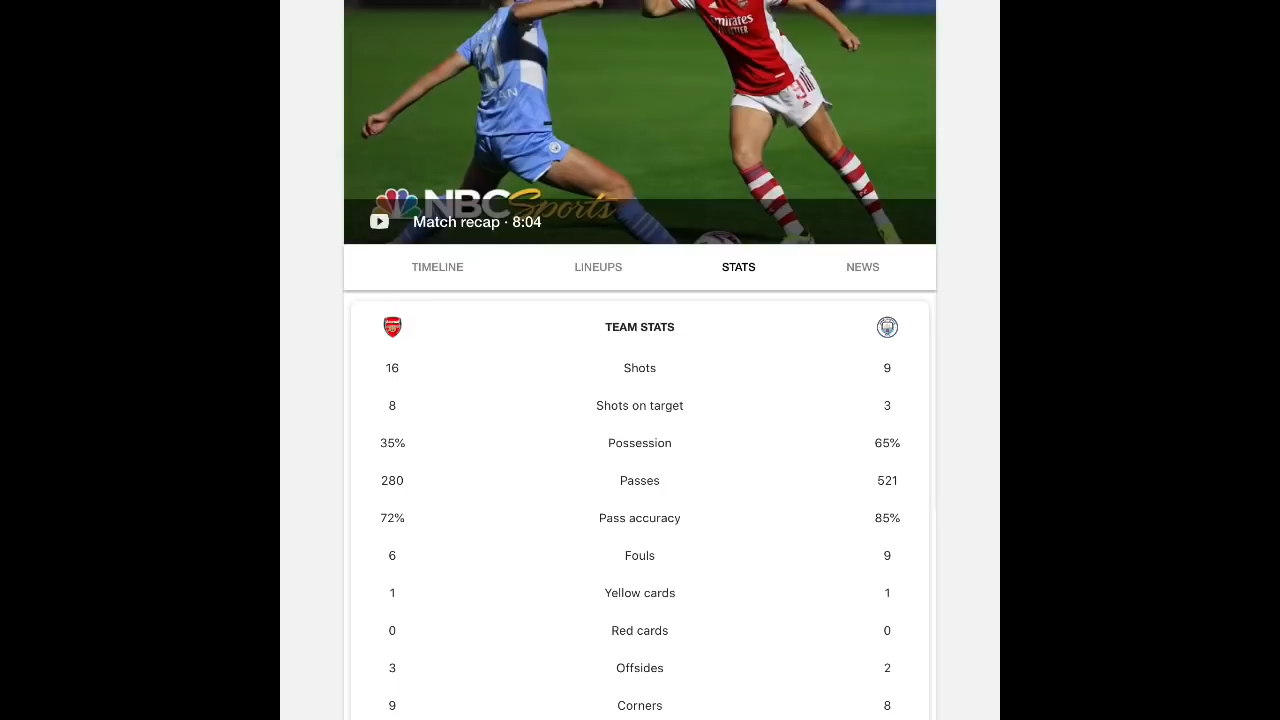 Emirates
NBC Sports
Match recap · 8:04
TIMELINE LINEUPS STATS NEWS
TEAM STATS
16 Shots 9
8 Shots on target 3
35% Possession 65%
280 Passes 521
72% Pass accuracy 85%
6 Fouls 9
1 Yellow cards 1
0 Red cards 0
3 Offsides 2
9 Corners 8